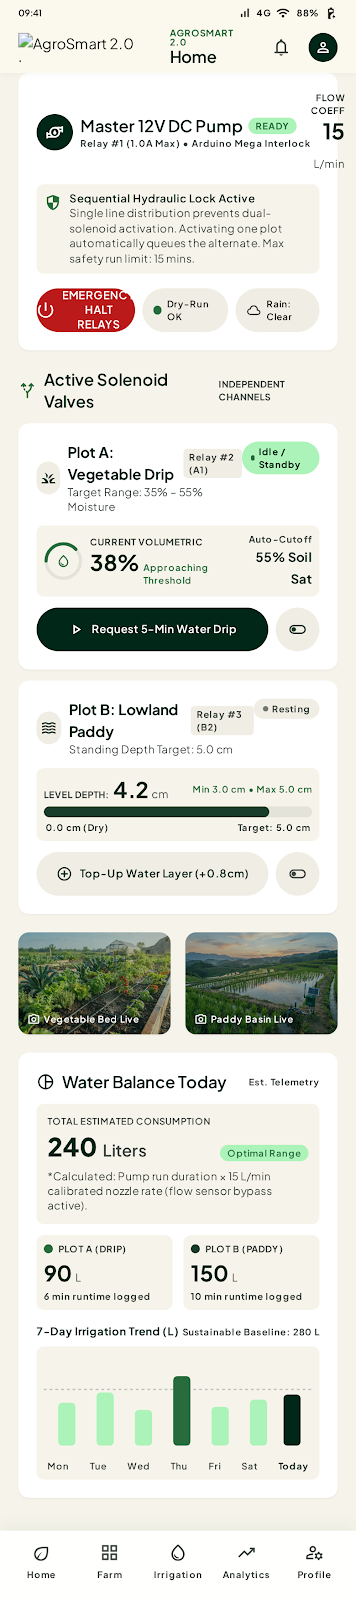 09:41
4G
88%
AgroSmart 2.0
AGROSMART
2.0
Home
FLOW
COEFF
Master 12V DC Pump
READY
15
Relay #1 (1.0A Max) • Arduino Mega Interlock
L/min
Sequential Hydraulic Lock Active
Single line distribution prevents dual-
solenoid activation. Activating one plot
automatically queues the alternate. Max
safety run limit: 15 mins.
EMERGENCY
HALT
RELAYS
Dry-Run
OK
Rain:
Clear
Active Solenoid
Valves
INDEPENDENT
CHANNELS
Plot A:
Vegetable Drip
Relay #2
(A1)
Idle /
Standby
Target Range: 35% – 55%
Moisture
CURRENT VOLUMETRIC
38% Approaching
Threshold
Auto-Cutoff
55% Soil
Sat
Request 5-Min Water Drip
Plot B: Lowland
Paddy
Relay #3
(B2)
Resting
Standing Depth Target: 5.0 cm
LEVEL DEPTH: 4.2 cm
Min 3.0 cm • Max 5.0 cm
0.0 cm (Dry)
Target: 5.0 cm
Top-Up Water Layer (+0.8cm)
Vegetable Bed Live
Paddy Basin Live
Water Balance Today
Est. Telemetry
TOTAL ESTIMATED CONSUMPTION
240 Liters
Optimal Range
*Calculated: Pump run duration × 15 L/min
calibrated nozzle rate (flow sensor bypass
active).
PLOT A (DRIP)
90 L
6 min runtime logged
PLOT B (PADDY)
150 L
10 min runtime logged
7-Day Irrigation Trend (L)
Sustainable Baseline: 280 L
Mon Tue Wed Thu Fri Sat Today
Home Farm Irrigation Analytics Profile